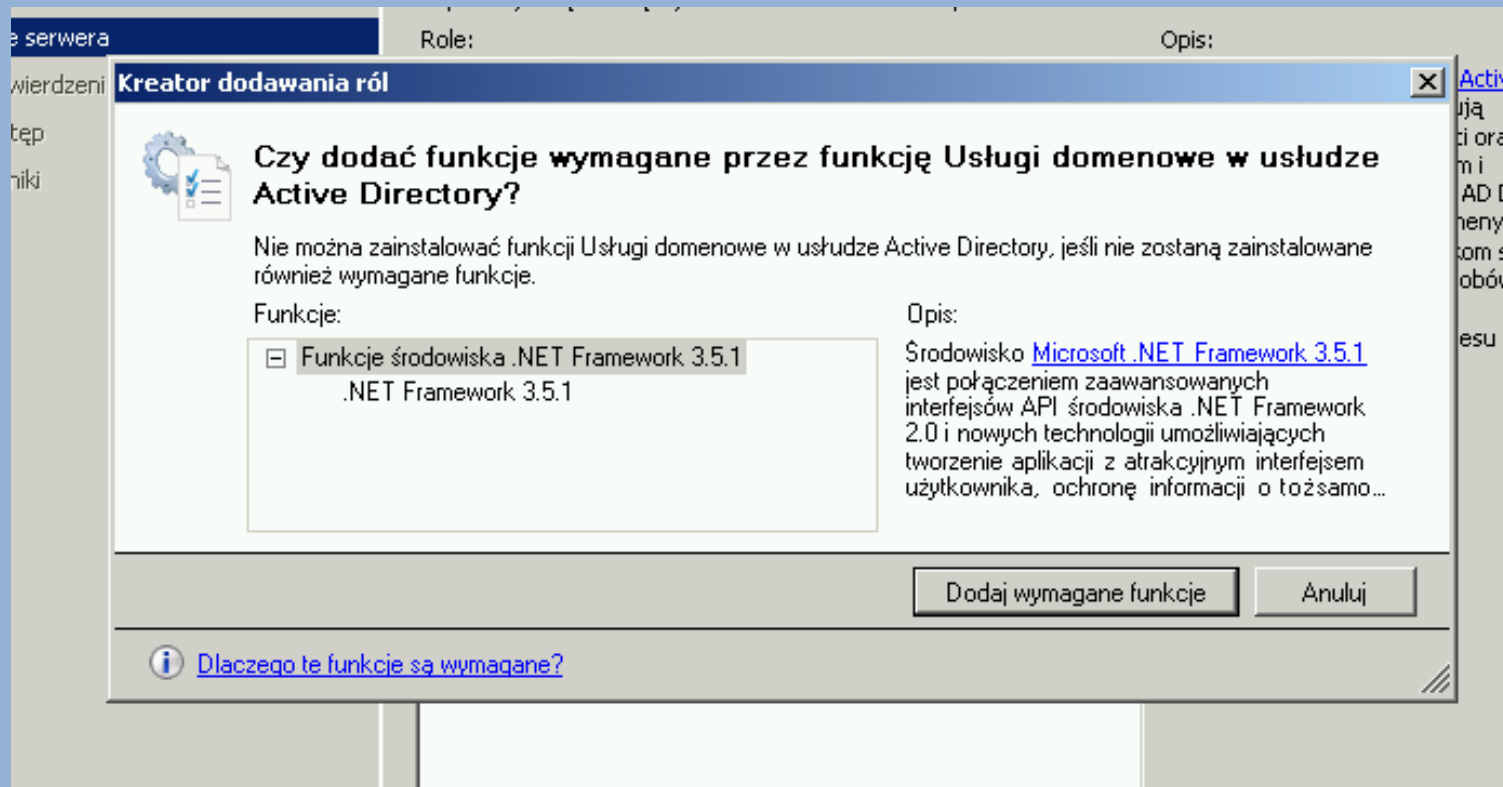 serwera
Role:
Opis:
Kreator dodawania ról
tęp
niki
Czy dodać funkcje wymagane przez funkcję Usługi domenowe w usłudze
Active Directory?
Nie można zainstalować funkcji Usługi domenowe w usłudze Active Directory, jeśli nie zostaną zainstalowane
również wymagane funkcje.
Funkcje:
Opis:
Funkcje środowiska .NET Framework 3.5.1
.NET Framework 3.5.1
Środowisko Microsoft .NET Framework 3.5.1
jest połączeniem zaawansowanych
interfejsów API środowiska .NET Framework
2.0 i nowych technologii umożliwiających
tworzenie aplikacji z atrakcyjnym interfejsem
użytkownika, ochronę informacji o tożsamo...
Dodaj wymagane funkcje
Anuluj
Dlaczego te funkcje są wymagane?